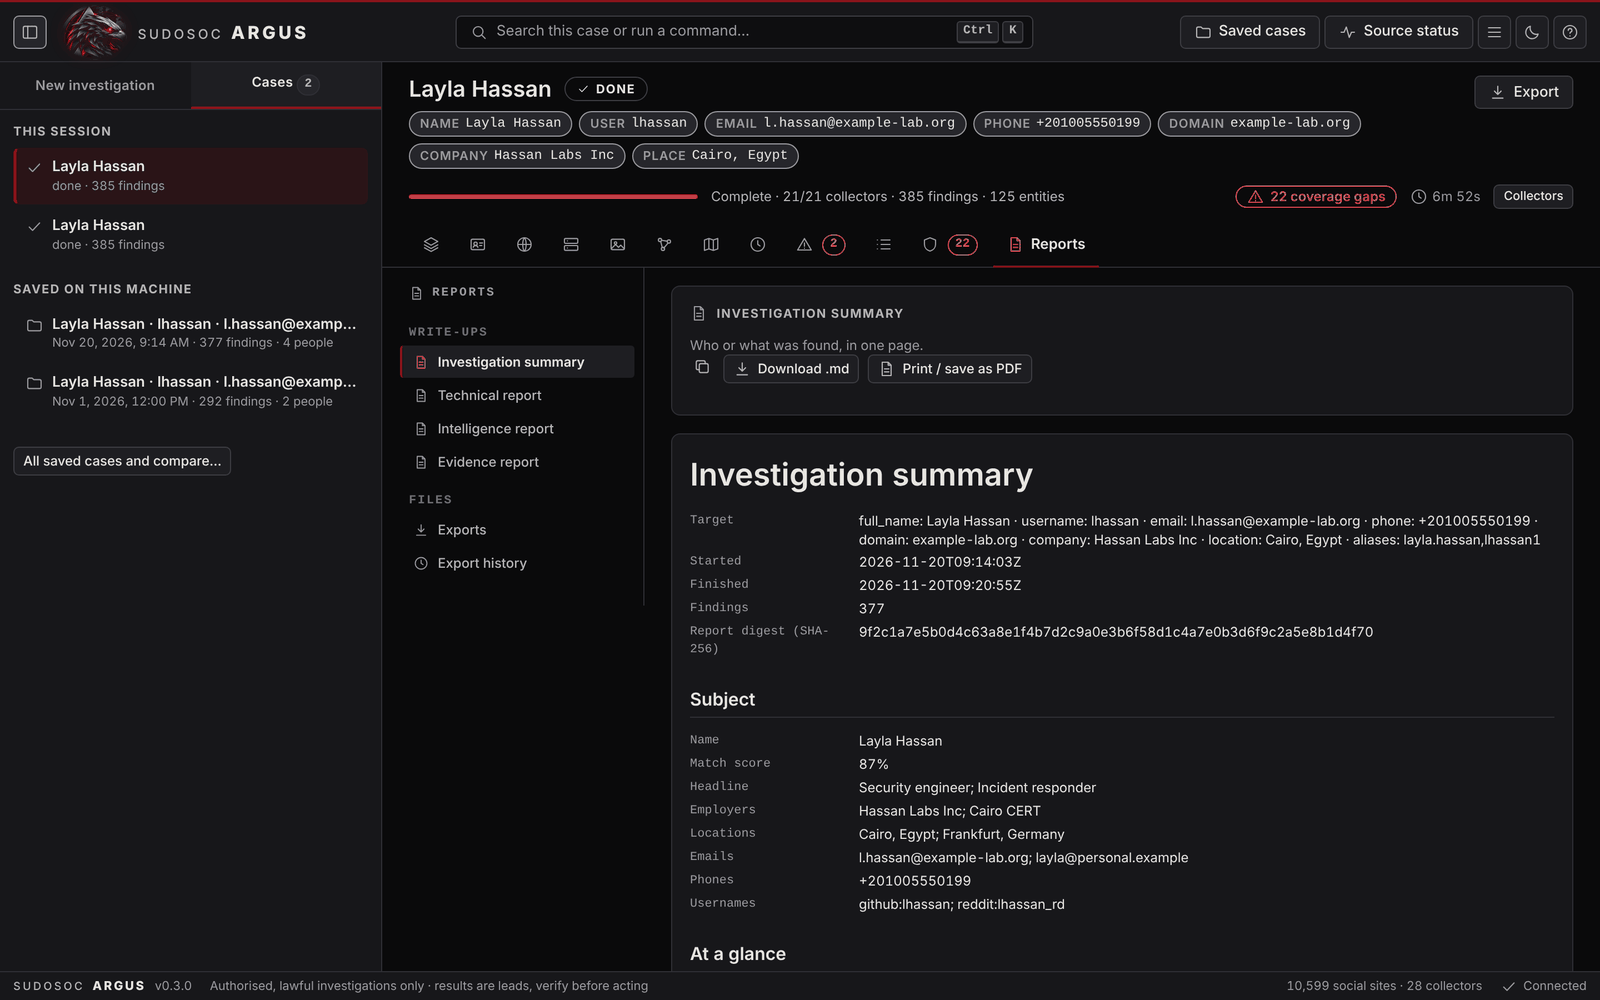 SUDOSOC ARGUS
Search this case or run a command...
Ctrl K
Saved cases
Source status
New investigation
Cases 2
THIS SESSION
Layla Hassan
done · 385 findings
Layla Hassan
done · 385 findings
SAVED ON THIS MACHINE
Layla Hassan · lhassan · l.hassan@examp...
Nov 20, 2026, 9:14 AM · 377 findings · 4 people
Layla Hassan · lhassan · l.hassan@examp...
Nov 1, 2026, 12:00 PM · 292 findings · 2 people
All saved cases and compare...
Layla Hassan
DONE
Export
NAME Layla Hassan
USER lhassan
EMAIL l.hassan@example-lab.org
PHONE +201005550199
DOMAIN example-lab.org
COMPANY Hassan Labs Inc
PLACE Cairo, Egypt
Complete · 21/21 collectors · 385 findings · 125 entities
22 coverage gaps
6m 52s
Collectors
2
22
Reports
REPORTS
WRITE-UPS
Investigation summary
Technical report
Intelligence report
Evidence report
FILES
Exports
Export history
INVESTIGATION SUMMARY
Who or what was found, in one page.
Download .md
Print / save as PDF
Investigation summary
Target full_name: Layla Hassan · username: lhassan · email: l.hassan@example-lab.org · phone: +201005550199 ·
domain: example-lab.org · company: Hassan Labs Inc · location: Cairo, Egypt · aliases: layla.hassan,lhassan1
Started 2026-11-20T09:14:03Z
Finished 2026-11-20T09:20:55Z
Findings 377
Report digest (SHA-
256)
9f2c1a7e5b0d4c63a8e1f4b7d2c9a0e3b6f58d1c4a7e0b3d6f9c2a5e8b1d4f70
Subject
Name Layla Hassan
Match score 87%
Headline Security engineer; Incident responder
Employers Hassan Labs Inc; Cairo CERT
Locations Cairo, Egypt; Frankfurt, Germany
Emails l.hassan@example-lab.org; layla@personal.example
Phones +201005550199
Usernames github:lhassan; reddit:lhassan_rd
At a glance
SUDOSOC ARGUS v0.3.0 Authorised, lawful investigations only · results are leads, verify before acting
10,599 social sites · 28 collectors
Connected